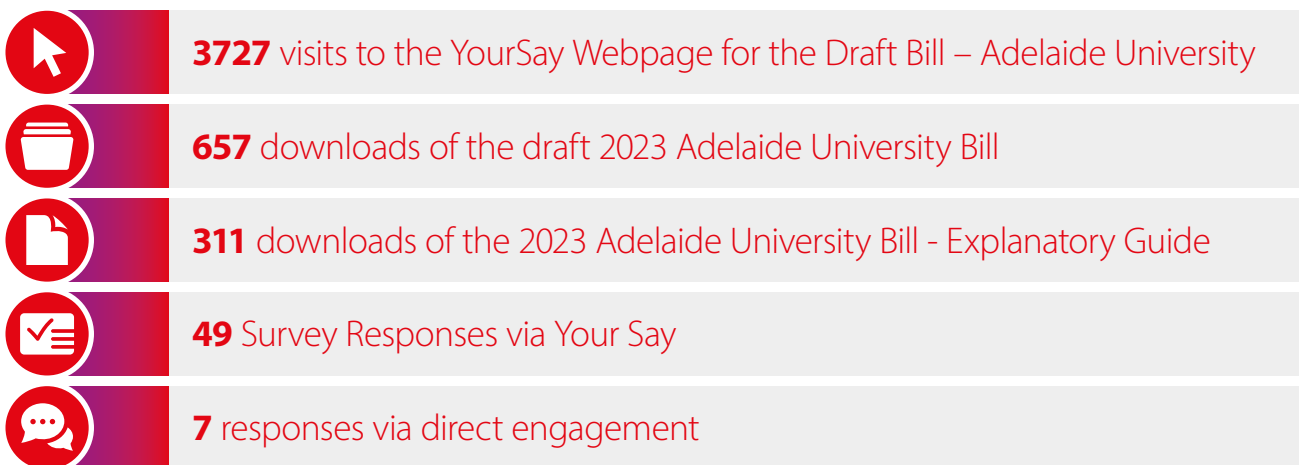 3727 visits to the YourSay Webpage for the Draft Bill – Adelaide University
657 downloads of the draft 2023 Adelaide University Bill
311 downloads of the 2023 Adelaide University Bill - Explanatory Guide
49 Survey Responses via Your Say
7 responses via direct engagement